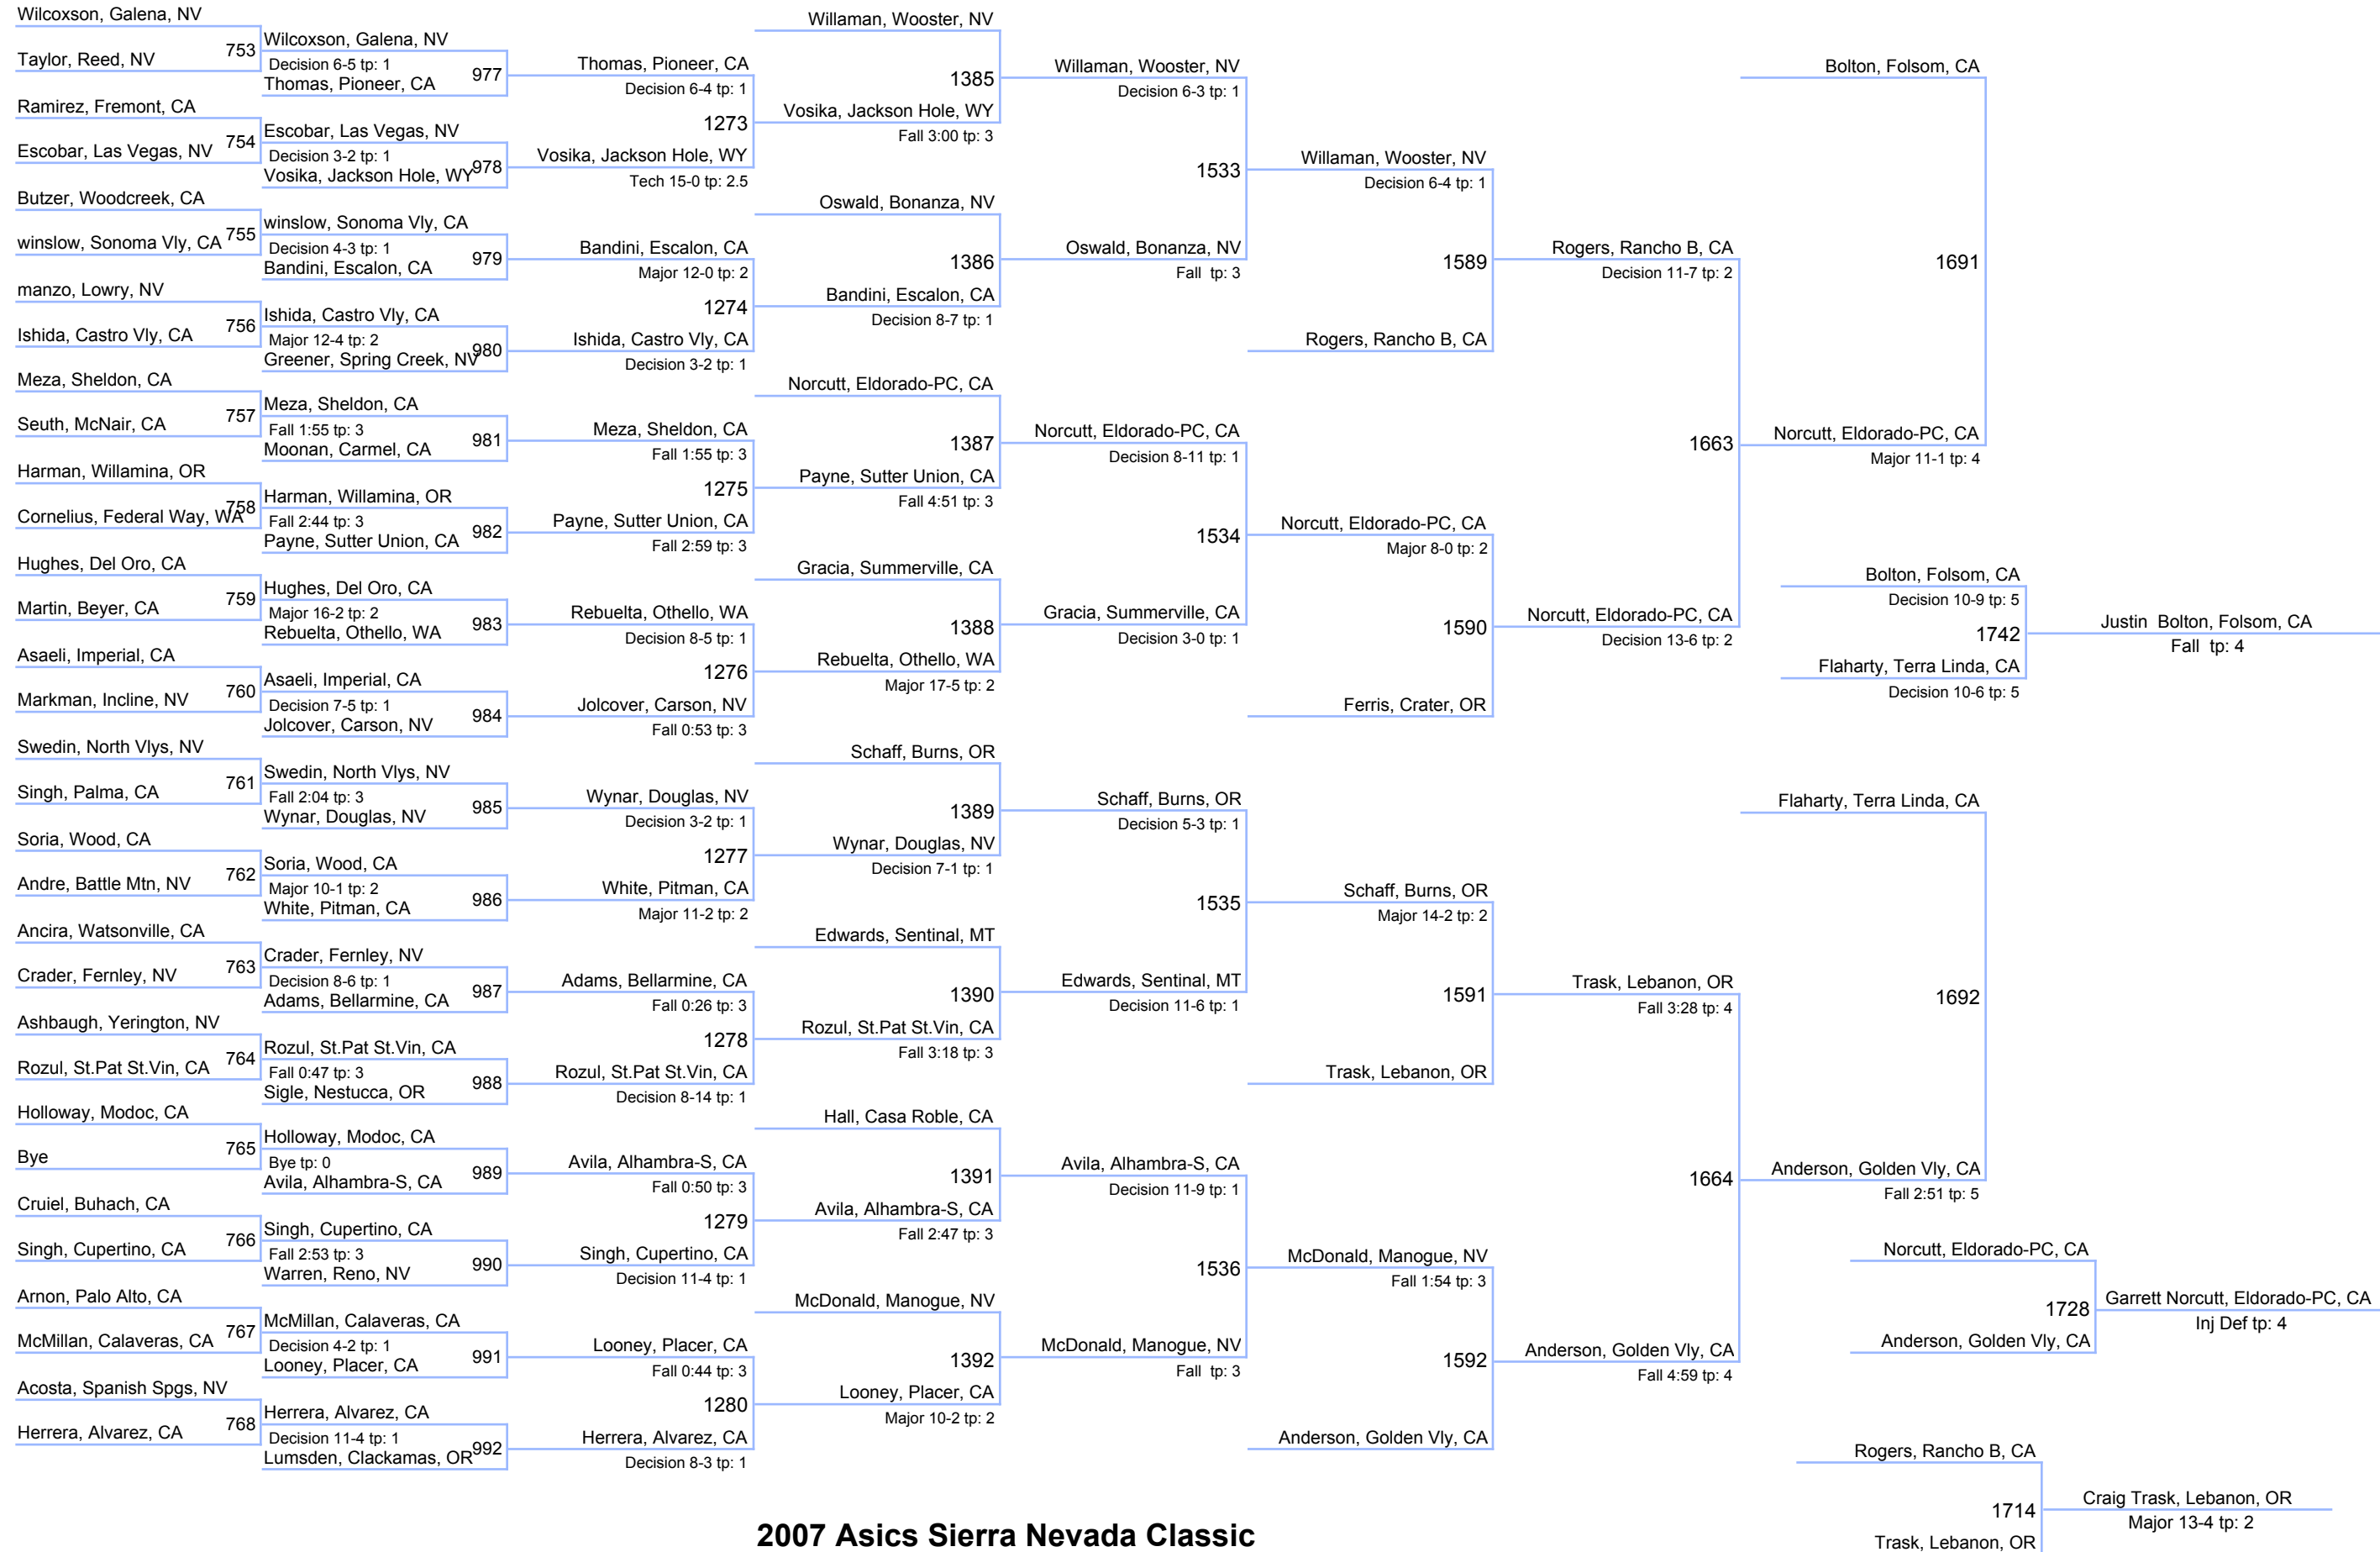 Wilcoxson, Galena, NV
Taylor, Reed, NV
753
Ramirez, Fremont, CA
Escobar, Las Vegas, NV
754
Butzer, Woodcreek, CA
winslow, Sonoma Vly, CA
755
manzo, Lowry, NV
Ishida, Castro Vly, CA
756
Meza, Sheldon, CA
Seuth, McNair, CA
757
Harman, Willamina, OR
Cornelius, Federal Way, WA
758
Hughes, Del Oro, CA
Martin, Beyer, CA
759
Asaeli, Imperial, CA
Markman, Incline, NV
760
Swedin, North Vlys, NV
Singh, Palma, CA
761
Soria, Wood, CA
Andre, Battle Mtn, NV
762
Ancira, Watsonville, CA
Crader, Fernley, NV
763
Ashbaugh, Yerington, NV
Rozul, St.Pat St.Vin, CA
764
Holloway, Modoc, CA
Bye
765
Cruiel, Buhach, CA
Singh, Cupertino, CA
766
Arnon, Palo Alto, CA
McMillan, Calaveras, CA
767
Acosta, Spanish Spgs, NV
Herrera, Alvarez, CA
768
Wilcoxson, Galena, NV
Decision 6-5 tp: 1
Thomas, Pioneer, CA
977
Escobar, Las Vegas, NV
Decision 3-2 tp: 1
Vosika, Jackson Hole, WY
978
winslow, Sonoma Vly, CA
Decision 4-3 tp: 1
Bandini, Escalon, CA
979
Ishida, Castro Vly, CA
Major 12-4 tp: 2
Greener, Spring Creek, NV
980
Meza, Sheldon, CA
Fall 1:55 tp: 3
Moonan, Carmel, CA
981
Harman, Willamina, OR
Fall 2:44 tp: 3
Payne, Sutter Union, CA
982
Hughes, Del Oro, CA
Major 16-2 tp: 2
Rebuelta, Othello, WA
983
Asaeli, Imperial, CA
Decision 7-5 tp: 1
Jolcover, Carson, NV
984
Swedin, North Vlys, NV
Fall 2:04 tp: 3
Wynar, Douglas, NV
985
Soria, Wood, CA
Major 10-1 tp: 2
White, Pitman, CA
986
Crader, Fernley, NV
Decision 8-6 tp: 1
Adams, Bellarmine, CA
987
Rozul, St.Pat St.Vin, CA
Fall 0:47 tp: 3
Sigle, Nestucca, OR
988
Holloway, Modoc, CA
Bye tp: 0
Avila, Alhambra-S, CA
989
Singh, Cupertino, CA
Fall 2:53 tp: 3
Warren, Reno, NV
990
McMillan, Calaveras, CA
Decision 4-2 tp: 1
Looney, Placer, CA
991
Herrera, Alvarez, CA
Decision 11-4 tp: 1
Lumsden, Clackamas, OR
992
Thomas, Pioneer, CA
Decision 6-4 tp: 1
1273
Vosika, Jackson Hole, WY
Tech 15-0 tp: 2.5
Bandini, Escalon, CA
Major 12-0 tp: 2
1274
Ishida, Castro Vly, CA
Decision 3-2 tp: 1
Meza, Sheldon, CA
Fall 1:55 tp: 3
1275
Payne, Sutter Union, CA
Fall 2:59 tp: 3
Rebuelta, Othello, WA
Decision 8-5 tp: 1
1276
Jolcover, Carson, NV
Fall 0:53 tp: 3
Wynar, Douglas, NV
Decision 3-2 tp: 1
1277
White, Pitman, CA
Major 11-2 tp: 2
Adams, Bellarmine, CA
Fall 0:26 tp: 3
1278
Rozul, St.Pat St.Vin, CA
Decision 8-14 tp: 1
Avila, Alhambra-S, CA
Fall 0:50 tp: 3
1279
Singh, Cupertino, CA
Decision 11-4 tp: 1
Looney, Placer, CA
Fall 0:44 tp: 3
1280
Herrera, Alvarez, CA
Decision 8-3 tp: 1
Willaman, Wooster, NV
1385
Vosika, Jackson Hole, WY
Fall 3:00 tp: 3
Oswald, Bonanza, NV
1386
Bandini, Escalon, CA
Decision 8-7 tp: 1
Norcutt, Eldorado-PC, CA
1387
Payne, Sutter Union, CA
Fall 4:51 tp: 3
Gracia, Summerville, CA
1388
Rebuelta, Othello, WA
Major 17-5 tp: 2
Schaff, Burns, OR
1389
Wynar, Douglas, NV
Decision 7-1 tp: 1
Edwards, Sentinal, MT
1390
Rozul, St.Pat St.Vin, CA
Fall 3:18 tp: 3
Hall, Casa Roble, CA
1391
Avila, Alhambra-S, CA
Fall 2:47 tp: 3
McDonald, Manogue, NV
1392
Looney, Placer, CA
Major 10-2 tp: 2
Willaman, Wooster, NV
Decision 6-3 tp: 1
1533
Oswald, Bonanza, NV
Fall tp: 3
Norcutt, Eldorado-PC, CA
Decision 8-11 tp: 1
1534
Gracia, Summerville, CA
Decision 3-0 tp: 1
Schaff, Burns, OR
Decision 5-3 tp: 1
1535
Edwards, Sentinal, MT
Decision 11-6 tp: 1
Avila, Alhambra-S, CA
Decision 11-9 tp: 1
1536
McDonald, Manogue, NV
Fall tp: 3
Willaman, Wooster, NV
Decision 6-4 tp: 1
1589
Rogers, Rancho B, CA
Norcutt, Eldorado-PC, CA
Major 8-0 tp: 2
1590
Ferris, Crater, OR
Schaff, Burns, OR
Major 14-2 tp: 2
1591
Trask, Lebanon, OR
McDonald, Manogue, NV
Fall 1:54 tp: 3
1592
Anderson, Golden Vly, CA
Rogers, Rancho B, CA
Decision 11-7 tp: 2
1663
Norcutt, Eldorado-PC, CA
Decision 13-6 tp: 2
Trask, Lebanon, OR
Fall 3:28 tp: 4
1664
Anderson, Golden Vly, CA
Fall 4:59 tp: 4
Bolton, Folsom, CA
1691
Norcutt, Eldorado-PC, CA
Major 11-1 tp: 4
Flaharty, Terra Linda, CA
1692
Anderson, Golden Vly, CA
Fall 2:51 tp: 5
Bolton, Folsom, CA
Decision 10-9 tp: 5
1742
Flaharty, Terra Linda, CA
Decision 10-6 tp: 5
Justin Bolton, Folsom, CA
Fall tp: 4
Norcutt, Eldorado-PC, CA
1728
Anderson, Golden Vly, CA
Garrett Norcutt, Eldorado-PC, CA
Inj Def tp: 4
Rogers, Rancho B, CA
1714
Trask, Lebanon, OR
Craig Trask, Lebanon, OR
Major 13-4 tp: 2
2007 Asics Sierra Nevada Classic